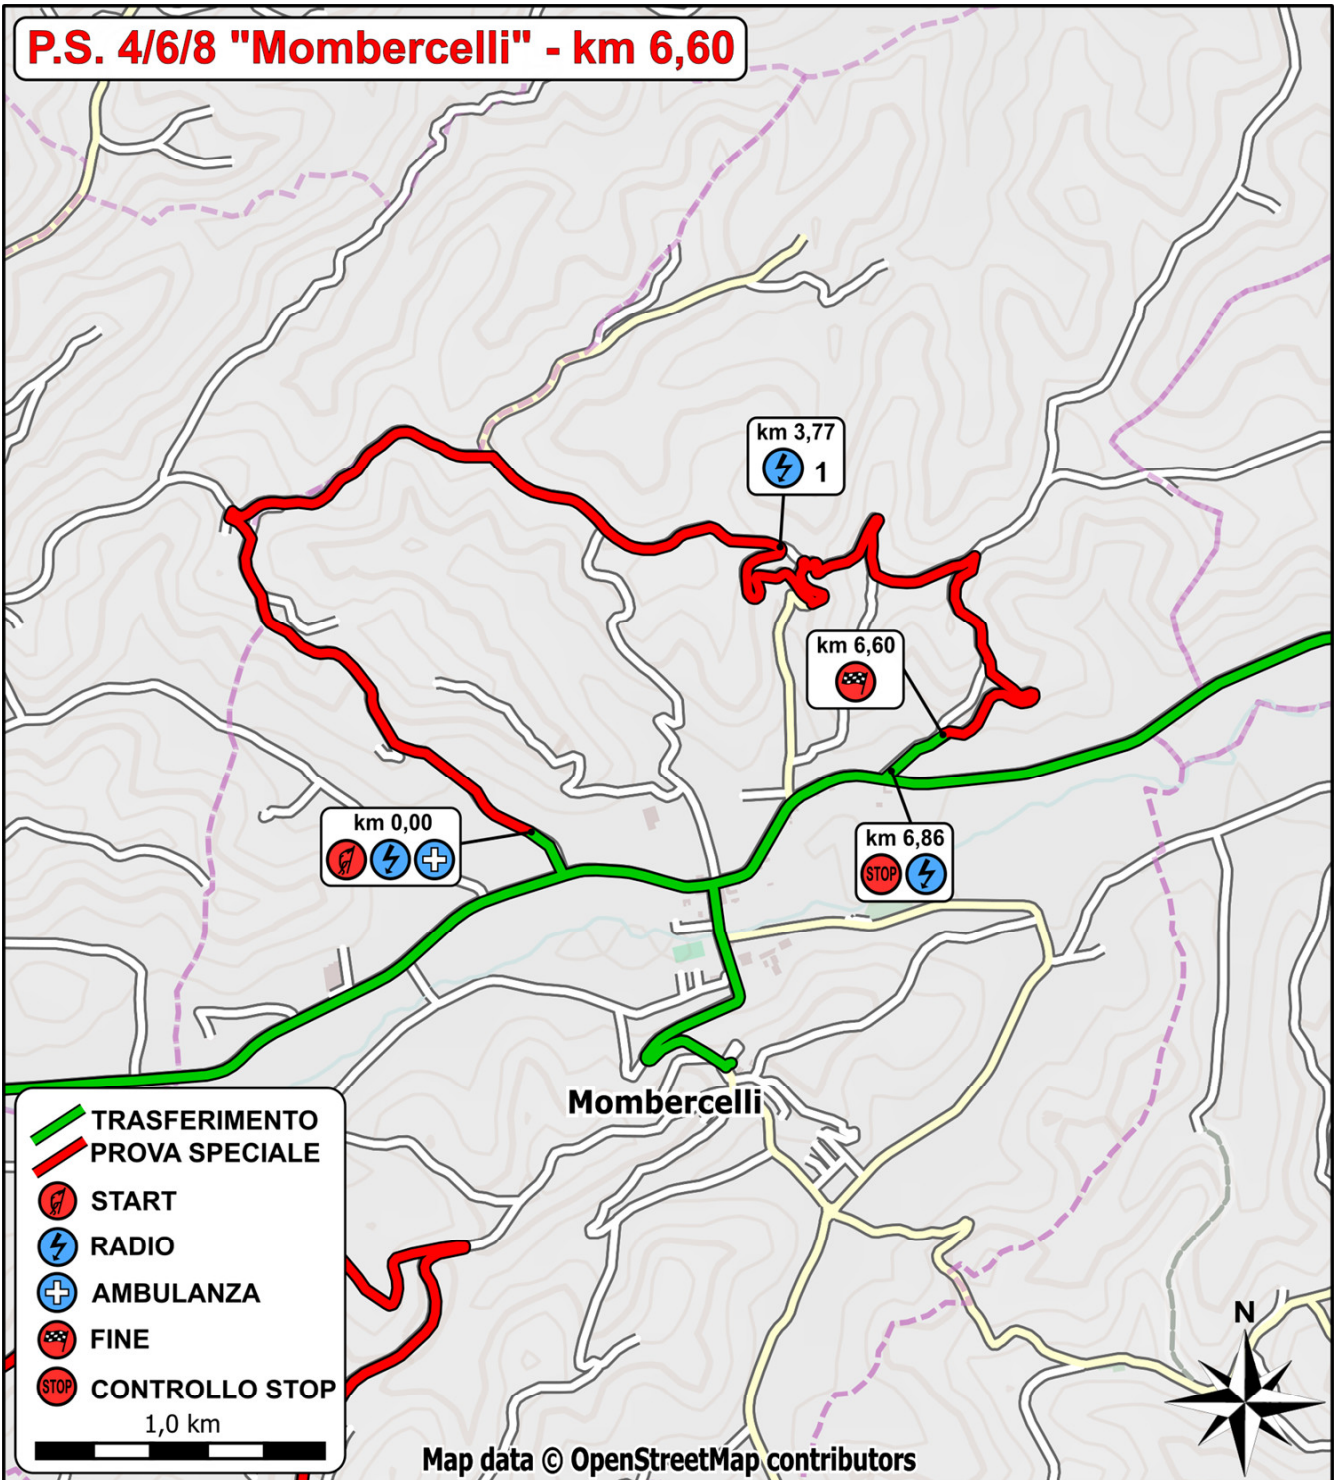 P.S. 4/6/8 "Mombercelli" - km 6,60
km 3,77
1
km 6,60
km 0,00
km 6,86
STOP
Mombercelli
TRASFERIMENTO
PROVA SPECIALE
START
RADIO
AMBULANZA
FINE
STOP CONTROLLO STOP
1,0 km
N
Map data © OpenStreetMap contributors